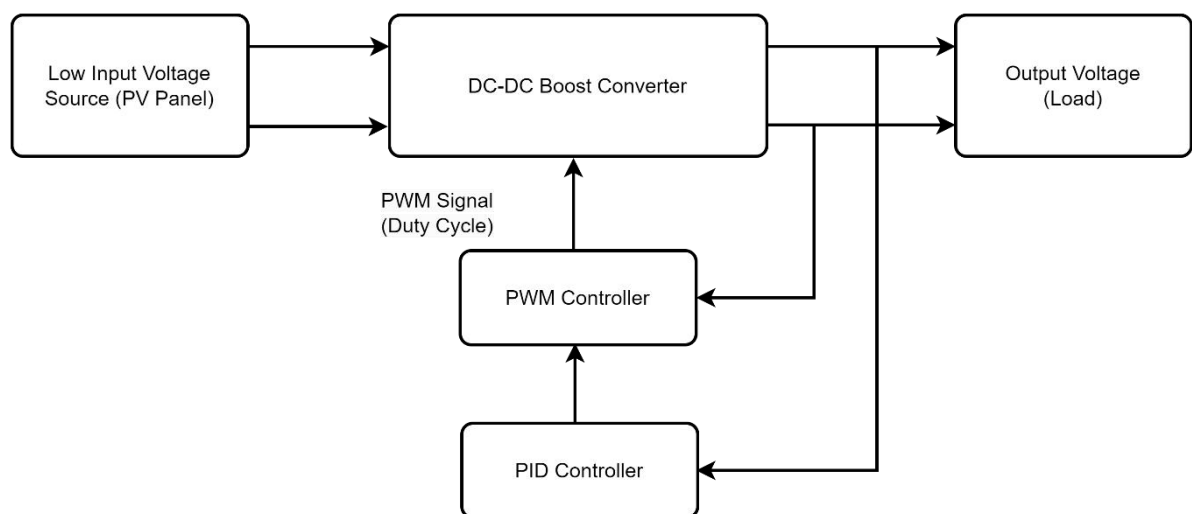 Low Input Voltage
Source (PV Panel)
DC-DC Boost Converter
Output Voltage
(Load)
PWM Signal
(Duty Cycle)
PWM Controller
PID Controller